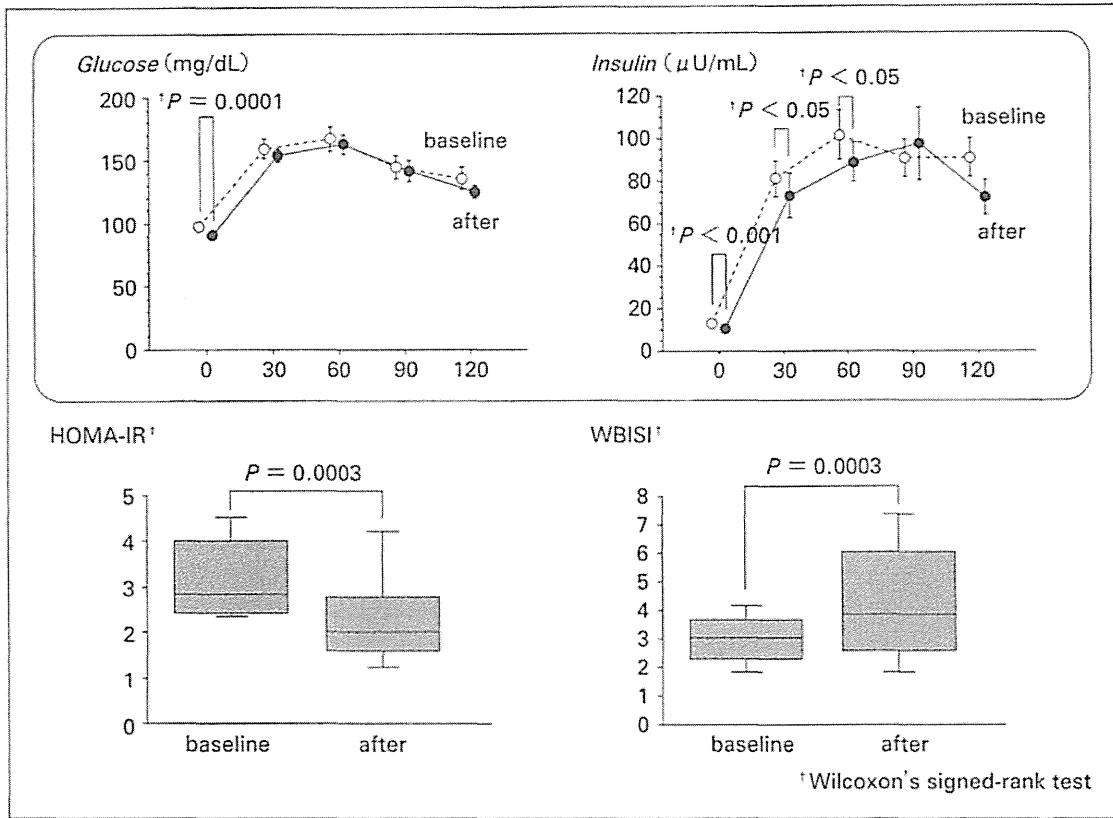 Glucose (mg/dL)
†P = 0.0001
200
150
100
50
0
0 30 60 90 120
baseline
after
Insulin (μU/mL)
†P < 0.05
†P < 0.05
†P < 0.001
120
100
80
60
40
20
0
0 30 60 90 120
baseline
after
HOMA-IR†
P = 0.0003
5
4
3
2
1
0
baseline after
WBISI†
P = 0.0003
8
7
6
5
4
3
2
1
0
baseline after
†Wilcoxon's signed-rank test